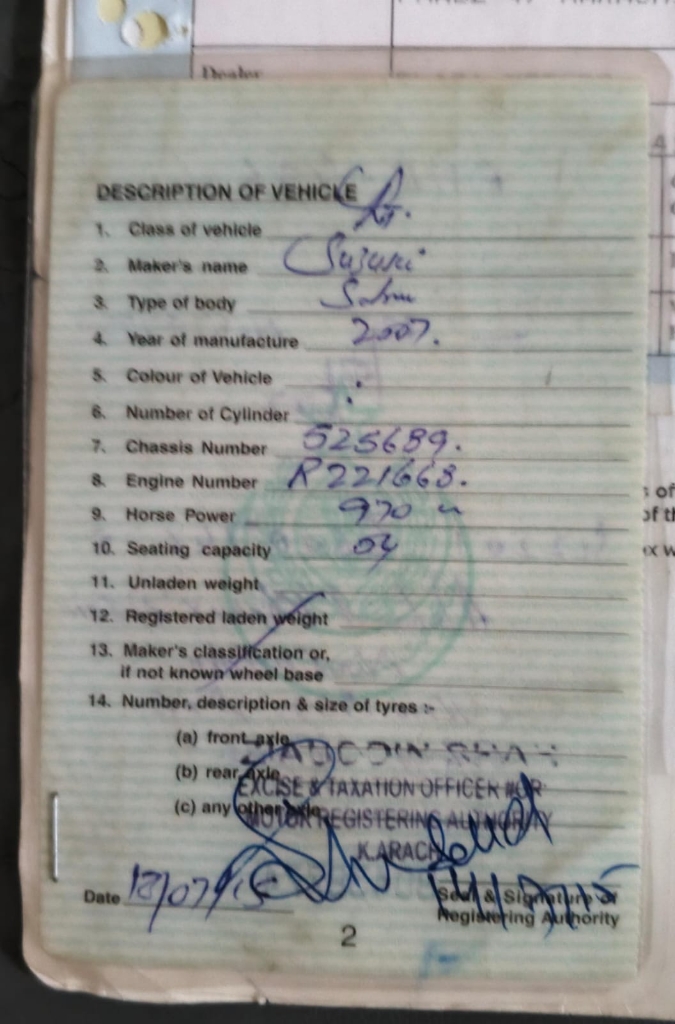 Dealer
DESCRIPTION OF VEHICLE
1. Class of vehicle
2. Maker's name Suzuki
3. Type of body
4. Year of manufacture 2007.
5. Colour of Vehicle
6. Number of Cylinder
7. Chassis Number 525689.
8. Engine Number R221668.
9. Horse Power 970
10. Seating capacity 04
11. Unladen weight
12. Registered laden weight
13. Maker's classification or,
if not known wheel base
14. Number, description & size of tyres :-
(a) front axle
(b) rear axle
EXCISE & TAXATION OFFICER
(c) any other axle
MOTOR REGISTERING AUTHORITY
KARACHI
Date 18/07/15
Seal & Signature of
Registering Authority
2